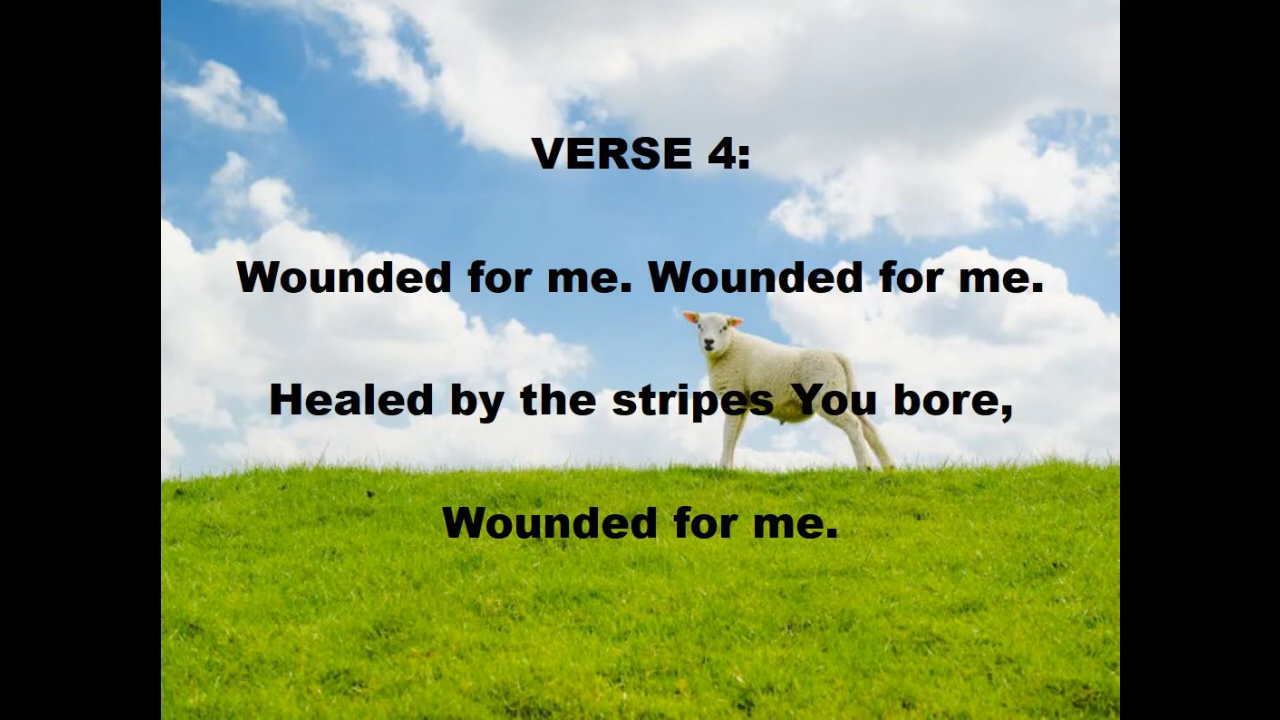 VERSE 4:
Wounded for me. Wounded for me.
Healed by the stripes You bore,
Wounded for me.